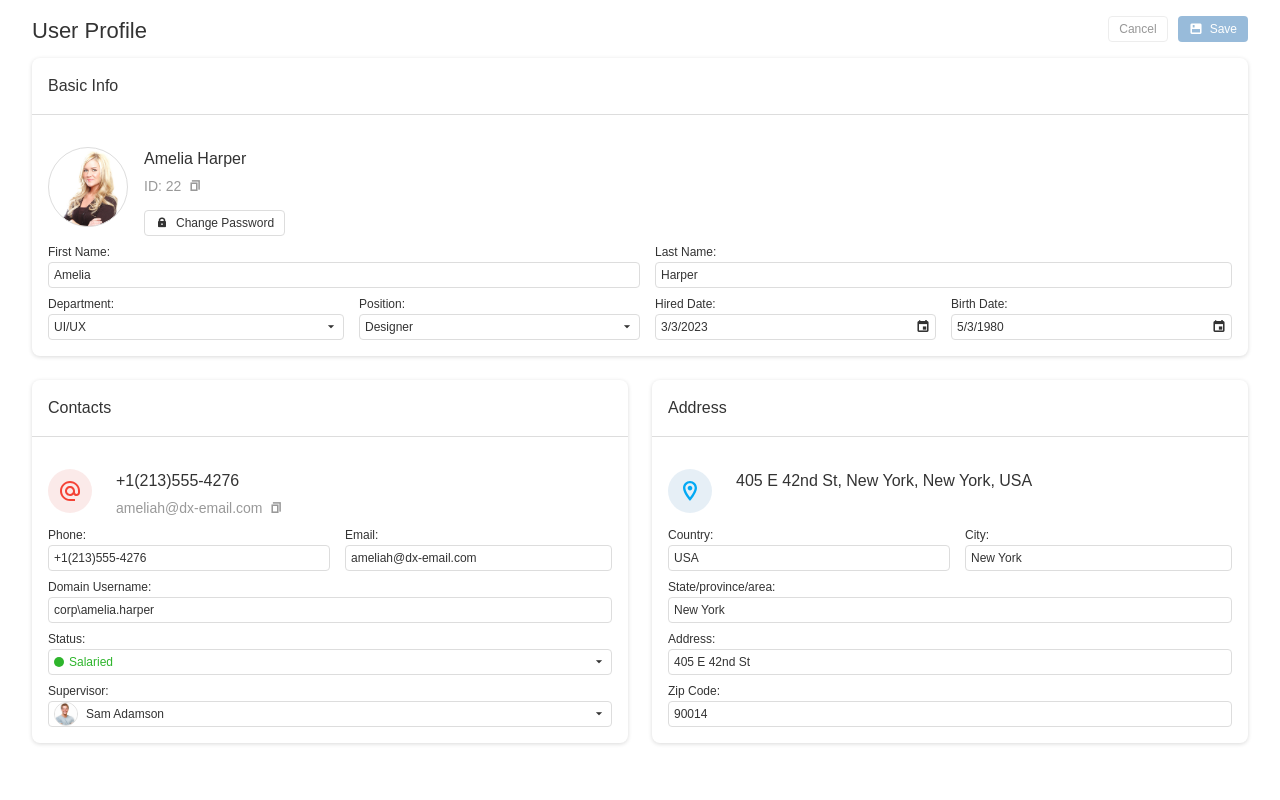 User Profile
Cancel
Save
Basic Info
Amelia Harper
ID: 22
Change Password
First Name:
Last Name:
Amelia
Harper
Department:
Position:
Hired Date:
Birth Date:
UI/UX
Designer
3/3/2023
5/3/1980
Contacts
+1(213)555-4276
ameliah@dx-email.com
Phone:
Email:
+1(213)555-4276
ameliah@dx-email.com
Domain Username:
corp\amelia.harper
Status:
Salaried
Supervisor:
Sam Adamson
Address
405 E 42nd St, New York, New York, USA
Country:
City:
USA
New York
State/province/area:
New York
Address:
405 E 42nd St
Zip Code:
90014